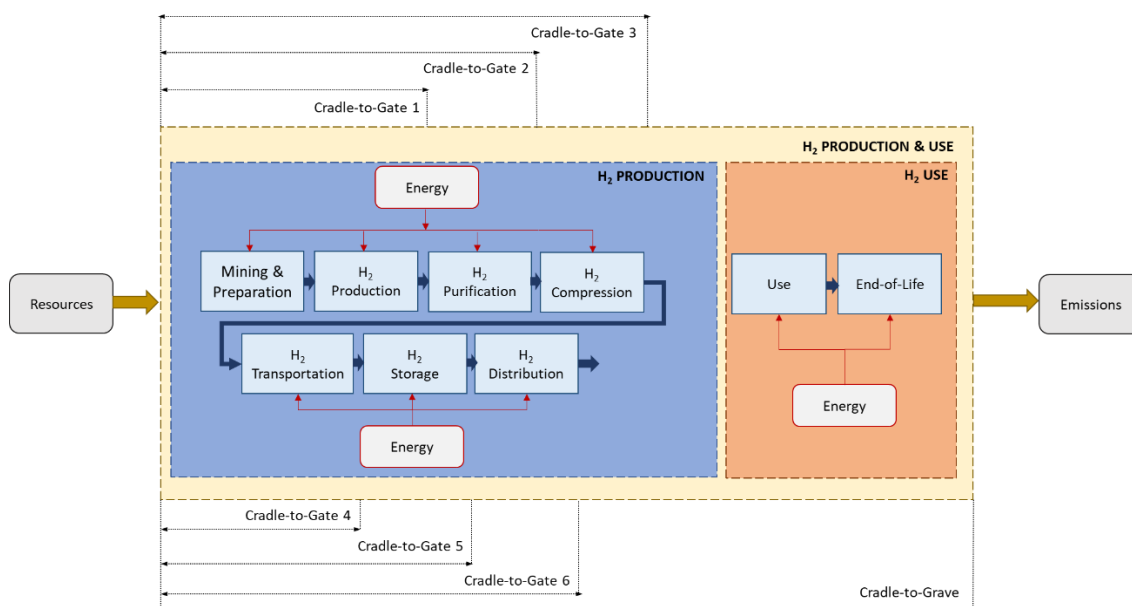 Cradle-to-Gate 3
Cradle-to-Gate 2
Cradle-to-Gate 1
H₂ PRODUCTION & USE
H₂ PRODUCTION
H₂ USE
Energy
Mining &
Preparation
H₂
Production
H₂
Purification
H₂
Compression
Use
End-of-Life
Resources
Emissions
H₂
Transportation
H₂
Storage
H₂
Distribution
Energy
Energy
Cradle-to-Gate 4
Cradle-to-Gate 5
Cradle-to-Gate 6
Cradle-to-Grave